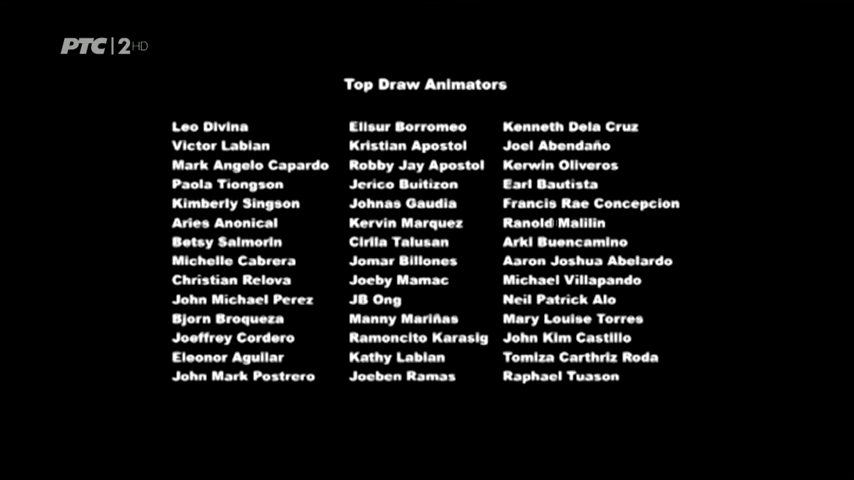 РТС|2HD
Top Draw Animators
Leo Divina Elisur Borromeo Kenneth Dela Cruz
Victor Labian Kristian Apostol Joel Abendaño
Mark Angelo Capardo Robby Jay Apostol Kerwin Oliveros
Paola Tiongson Jerico Buitizon Earl Bautista
Kimberly Singson Johnas Gaudia Francis Rae Concepcion
Aries Anonical Kervin Marquez Ranold Malilin
Betsy Salmorin Cirila Talusan Arki Buencamino
Michelle Cabrera Jomar Billones Aaron Joshua Abelardo
Christian Relova Joeby Mamac Michael Villapando
John Michael Perez JB Ong Neil Patrick Alo
Bjorn Broqueza Manny Mariñas Mary Louise Torres
Joeffrey Cordero Ramoncito Karasig John Kim Castillo
Eleonor Aguilar Kathy Labian Tomiza Carthriz Roda
John Mark Postrero Joeben Ramas Raphael Tuason